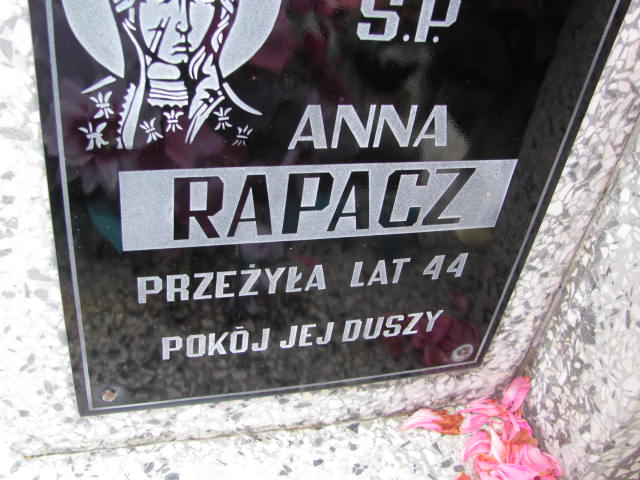 S.P.
ANNA
RAPACZ
PRZEŻYŁA LAT 44
POKÓJ JEJ DUSZY